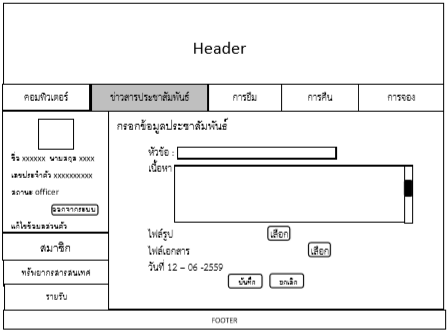 Header
คอมพิวเตอร์ ข่าวสารประชาสัมพันธ์ การยืม การคืน การจอง
กรอกข้อมูลประชาสัมพันธ์
หัวข้อ :
เนื้อหา
ไฟล์รูป เลือก
ไฟล์เอกสาร เลือก
วันที่ 12 – 06 -2559
บันทึก ยกเลิก
ชื่อ xxxxxx นามสกุล xxxx
เลขประจำตัว xxxxxxxxxx
สถานะ officer
ออกจากระบบ
แก้ไขข้อมูลส่วนตัว
สมาชิก
ทรัพยากรสารสนเทศ
รายรับ
FOOTER